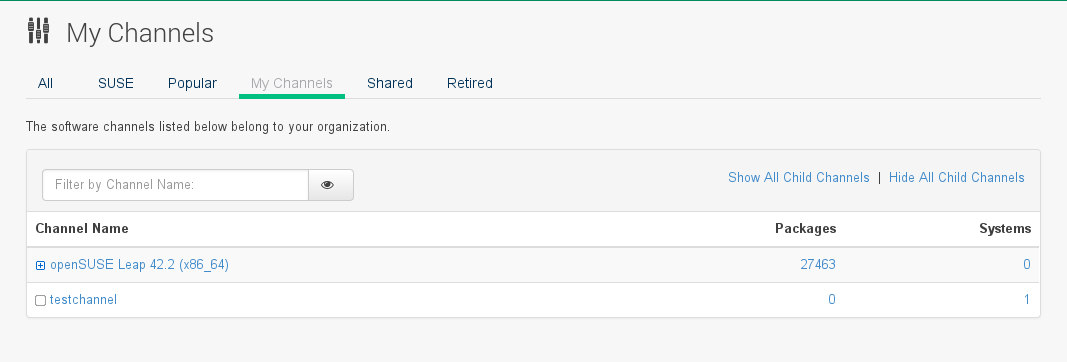 My Channels
All SUSE Popular My Channels Shared Retired
The software channels listed below belong to your organization.
Filter by Channel Name:
Show All Child Channels | Hide All Child Channels
Channel Name Packages Systems
openSUSE Leap 42.2 (x86_64) 27463 0
testchannel 0 1